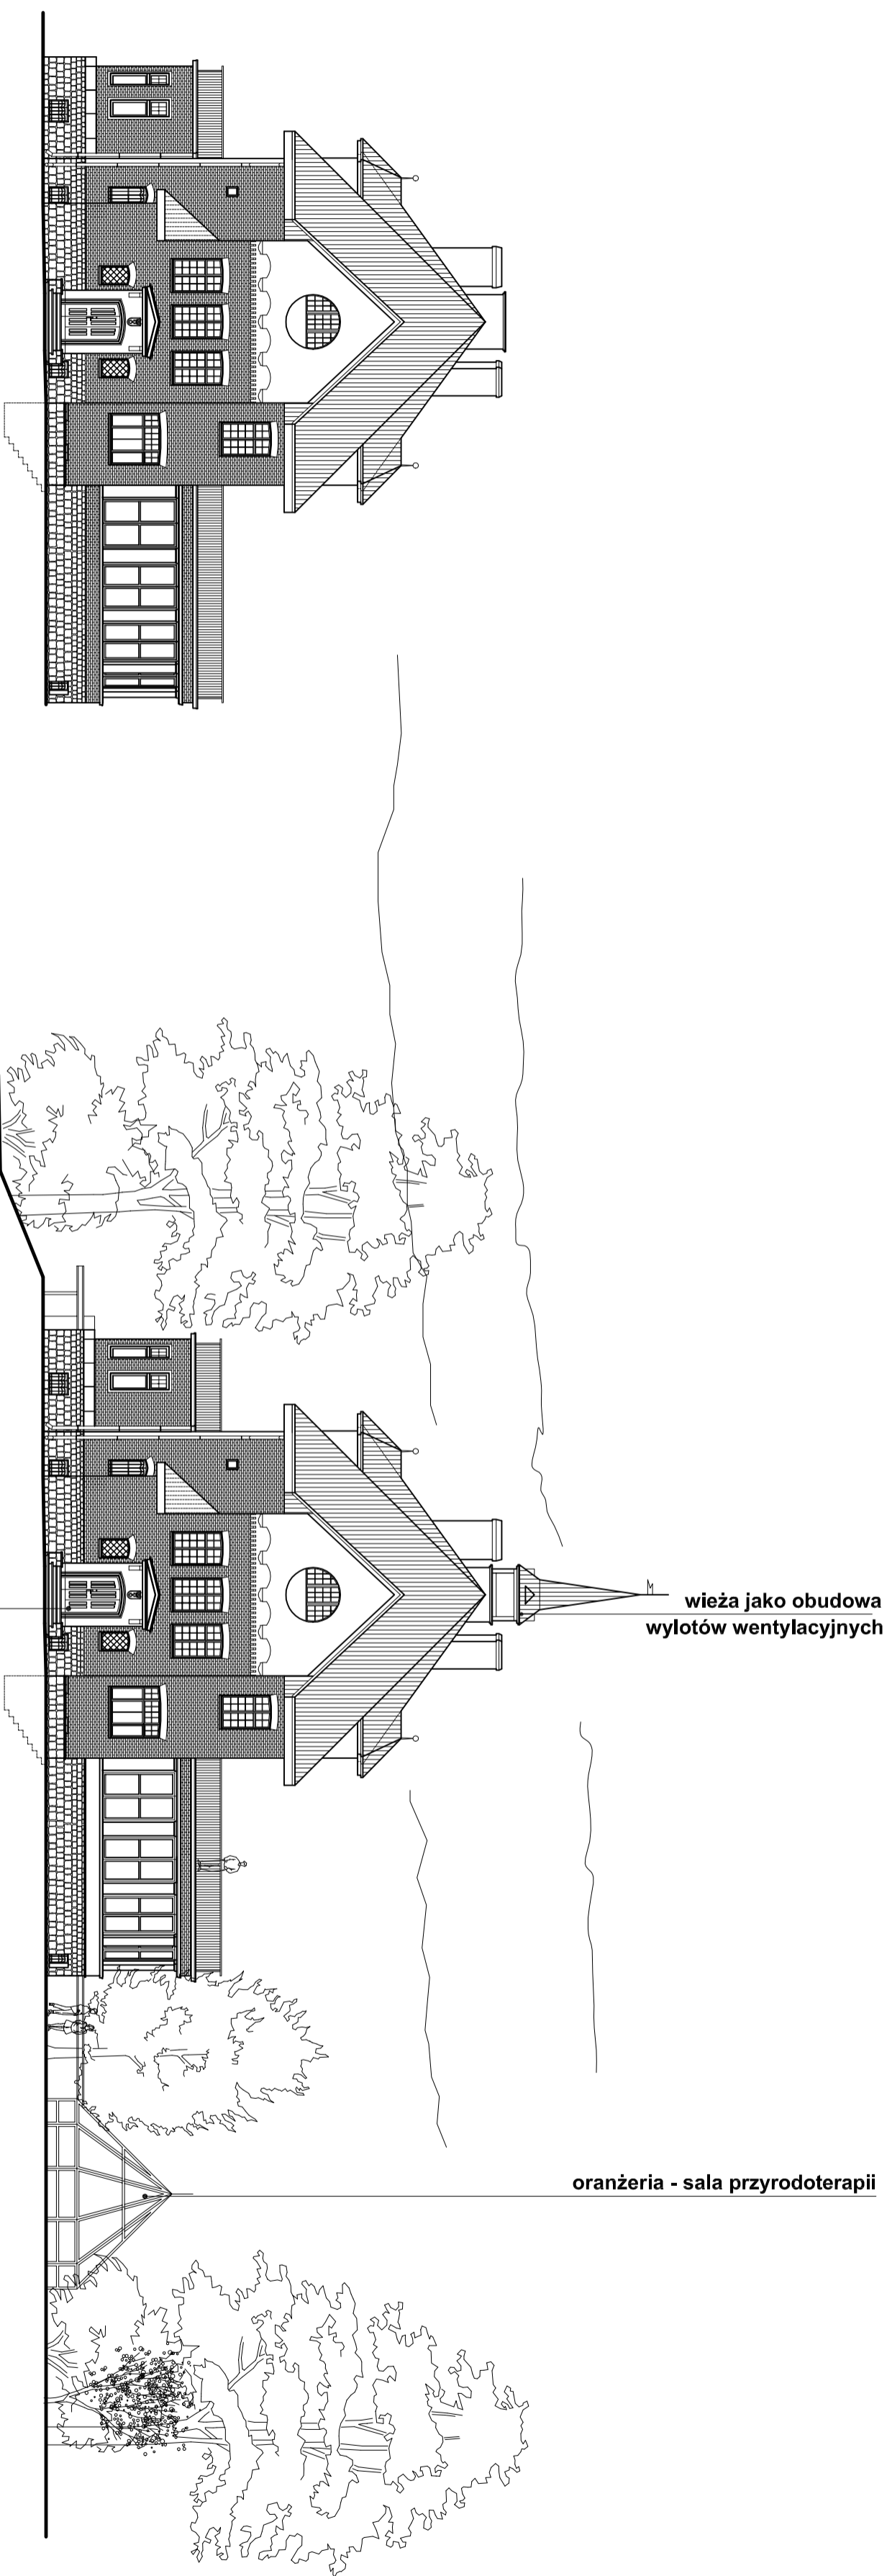 wieża jako obudowa
wylotów wentylacyjnych
oranżeria - sala przyrodoterapii